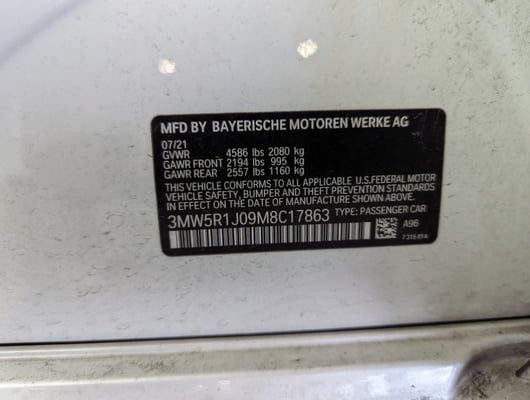 MFD BY BAYERISCHE MOTOREN WERKE AG
07/21
GVWR 4586 lbs 2080 kg
GAWR FRONT 2194 lbs 995 kg
GAWR REAR 2557 lbs 1160 kg
THIS VEHICLE CONFORMS TO ALL APPLICABLE U.S.FEDERAL MOTOR
VEHICLE SAFETY, BUMPER, AND THEFT PREVENTION STANDARDS
IN EFFECT ON THE DATE OF MANUFACTURE SHOWN ABOVE.
3MW5R1J09M8C17863 TYPE: PASSENGER CAR
A96